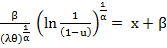 β/(λθ)^(1/α) (ln 1/(1−u))^(1/α) = x + β